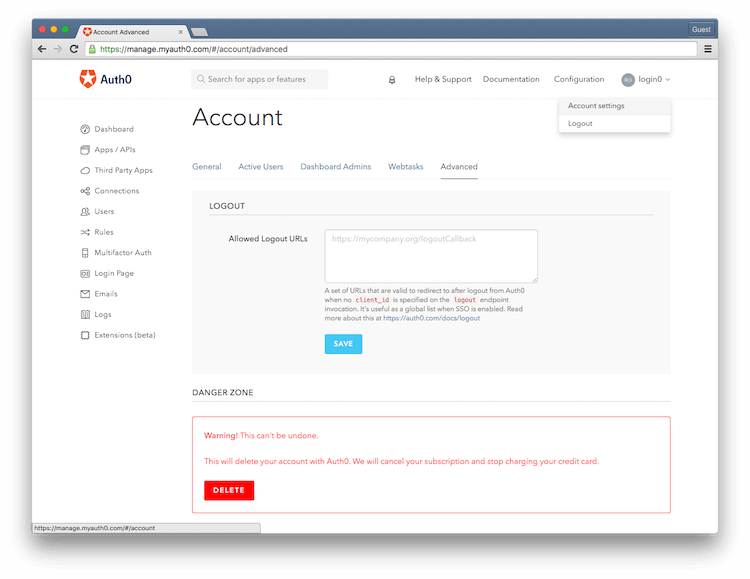 Account Advanced
Guest
https://manage.myauth0.com/#/account/advanced
Auth0
Search for apps or features
Help & Support
Documentation
Configuration
login0
Account settings
Logout
Dashboard
Apps / APIs
Third Party Apps
Connections
Users
Rules
Multifactor Auth
Login Page
Emails
Logs
Extensions (beta)
Account
General
Active Users
Dashboard Admins
Webtasks
Advanced
LOGOUT
Allowed Logout URLs
https://mycompany.org/logoutCallback
A set of URLs that are valid to redirect to after logout from Auth0
when no client_id is specified on the logout endpoint
invocation. It's useful as a global list when SSO is enabled. Read
more about this at https://auth0.com/docs/logout
SAVE
DANGER ZONE
Warning! This can't be undone.
This will delete your account with Auth0. We will cancel your subscription and stop charging your credit card.
DELETE
https://manage.myauth0.com/#/account